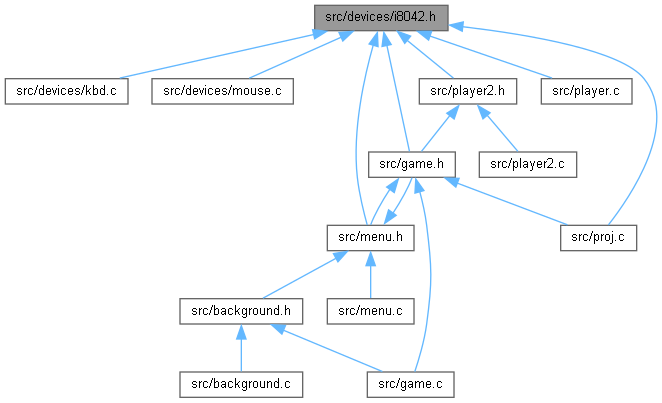 src/devices/i8042.h
src/devices/kbd.c
src/devices/mouse.c
src/player2.h
src/player.c
src/game.h
src/player2.c
src/menu.h
src/proj.c
src/background.h
src/menu.c
src/background.c
src/game.c